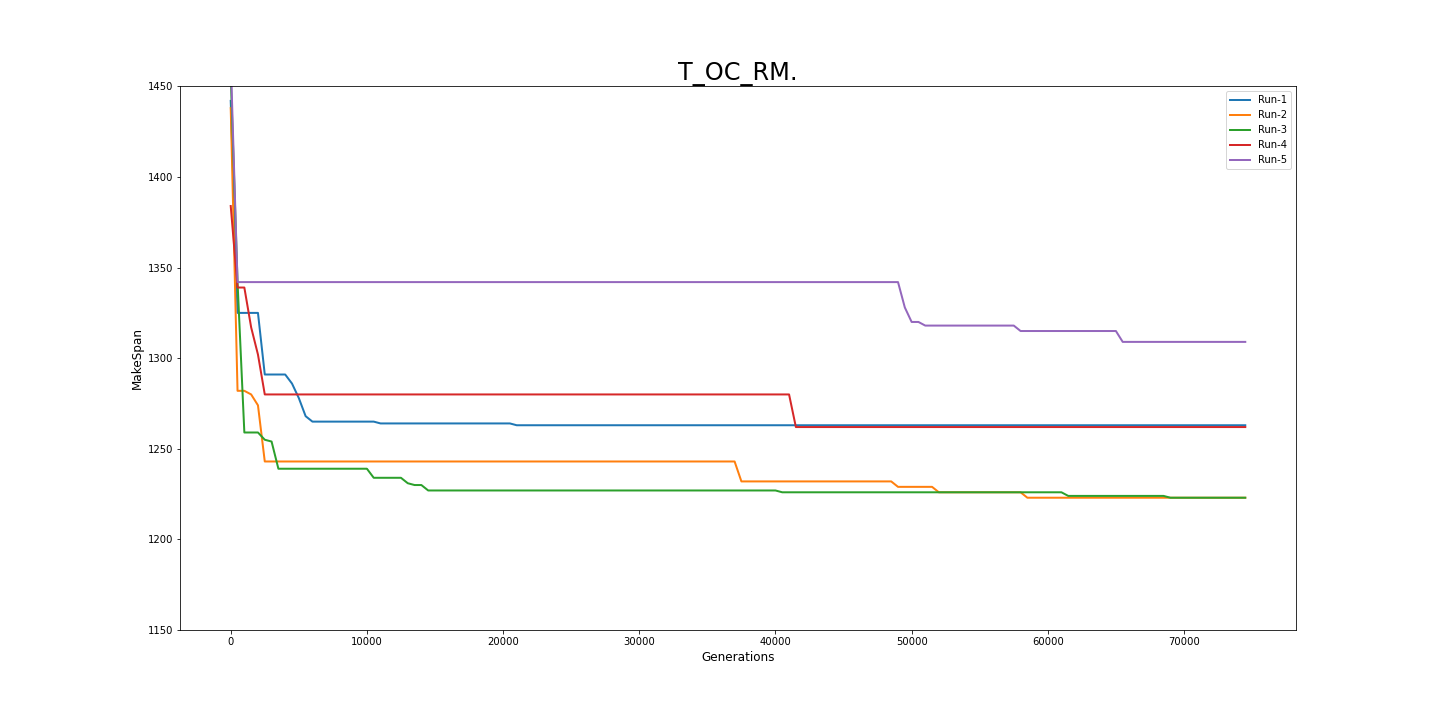 T_OC_RM.
1450
1400
1350
1300
1250
1200
1150
MakeSpan
Run-1
Run-2
Run-3
Run-4
Run-5
0 10000 20000 30000 40000 50000 60000 70000
Generations